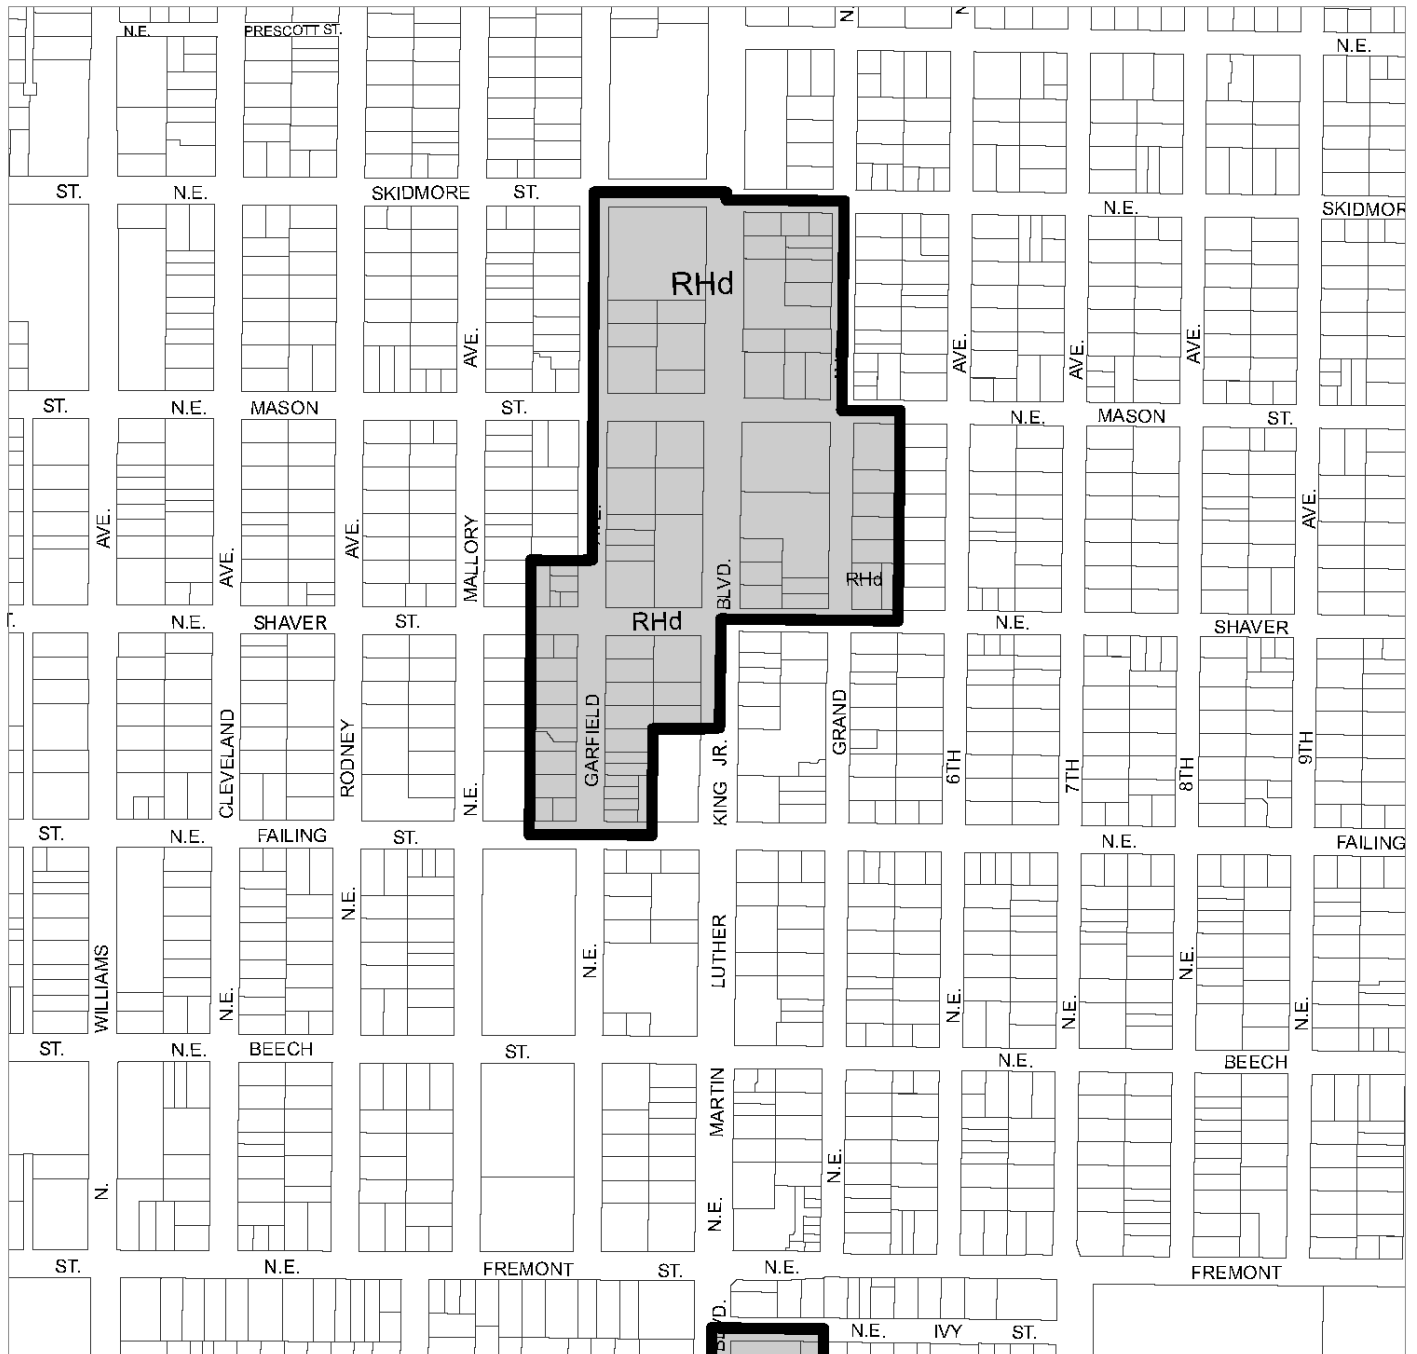 N.E. PRESCOTT ST.
N.
N.
N.E.
ST. N.E. SKIDMORE ST.
N.E. SKIDMOR
RHd
AVE.
AVE.
AVE.
AVE.
ST. N.E. MASON ST.
N.E. MASON ST.
AVE.
AVE.
AVE.
AVE.
AVE.
MALLORY
BLVD.
RHd
RHd
T. N.E. SHAVER ST.
N.E. SHAVER
CLEVELAND
RODNEY
N.E.
GARFIELD
KING JR.
GRAND
6TH
7TH
8TH
9TH
ST. N.E. FAILING ST.
N.E. FAILING
WILLIAMS
N.E.
N.E.
N.E.
LUTHER
N.E.
N.E.
N.E.
N.E.
ST. N.E. BEECH ST.
N.E. BEECH
MARTIN
N.
N.E.
N.E.
ST. N.E. FREMONT ST. N.E.
FREMONT
BLVD.
N.E. IVY ST.